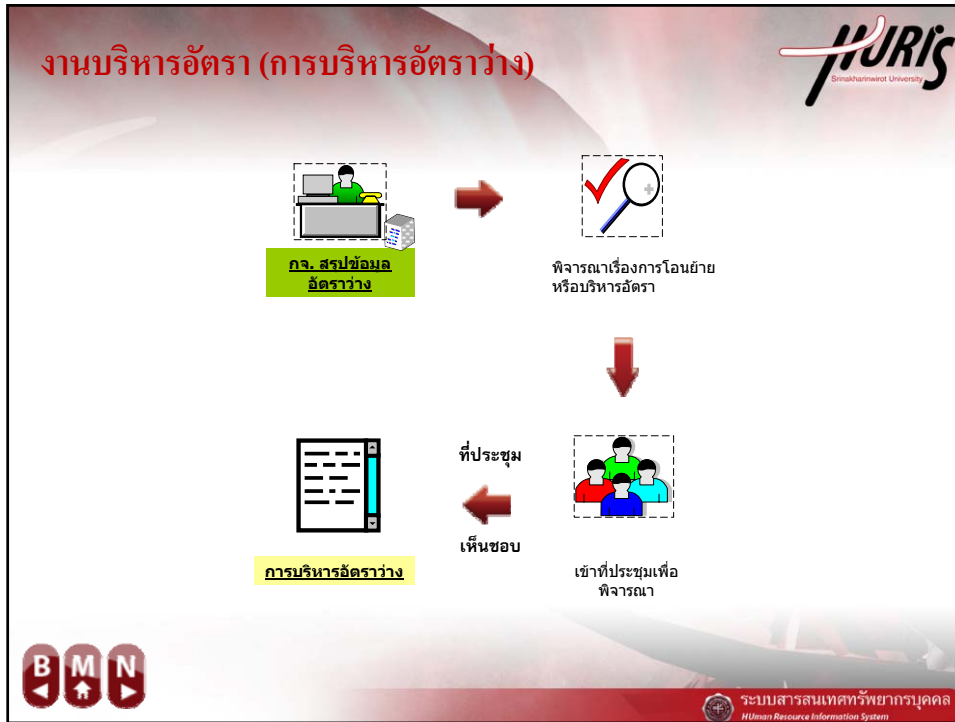 งานบริหารอัตรา (การบริหารอัตราว่าง)
HURIS
Srinakharinwirot University
กจ. สรุปข้อมูล
อัตราว่าง
พิจารณาเรื่องการโอนย้าย
หรือบริหารอัตรา
ที่ประชุม
เห็นชอบ
การบริหารอัตราว่าง
เข้าที่ประชุมเพื่อ
พิจารณา
B M N
ระบบสารสนเทศทรัพยากรบุคคล
HUman Resource Information System